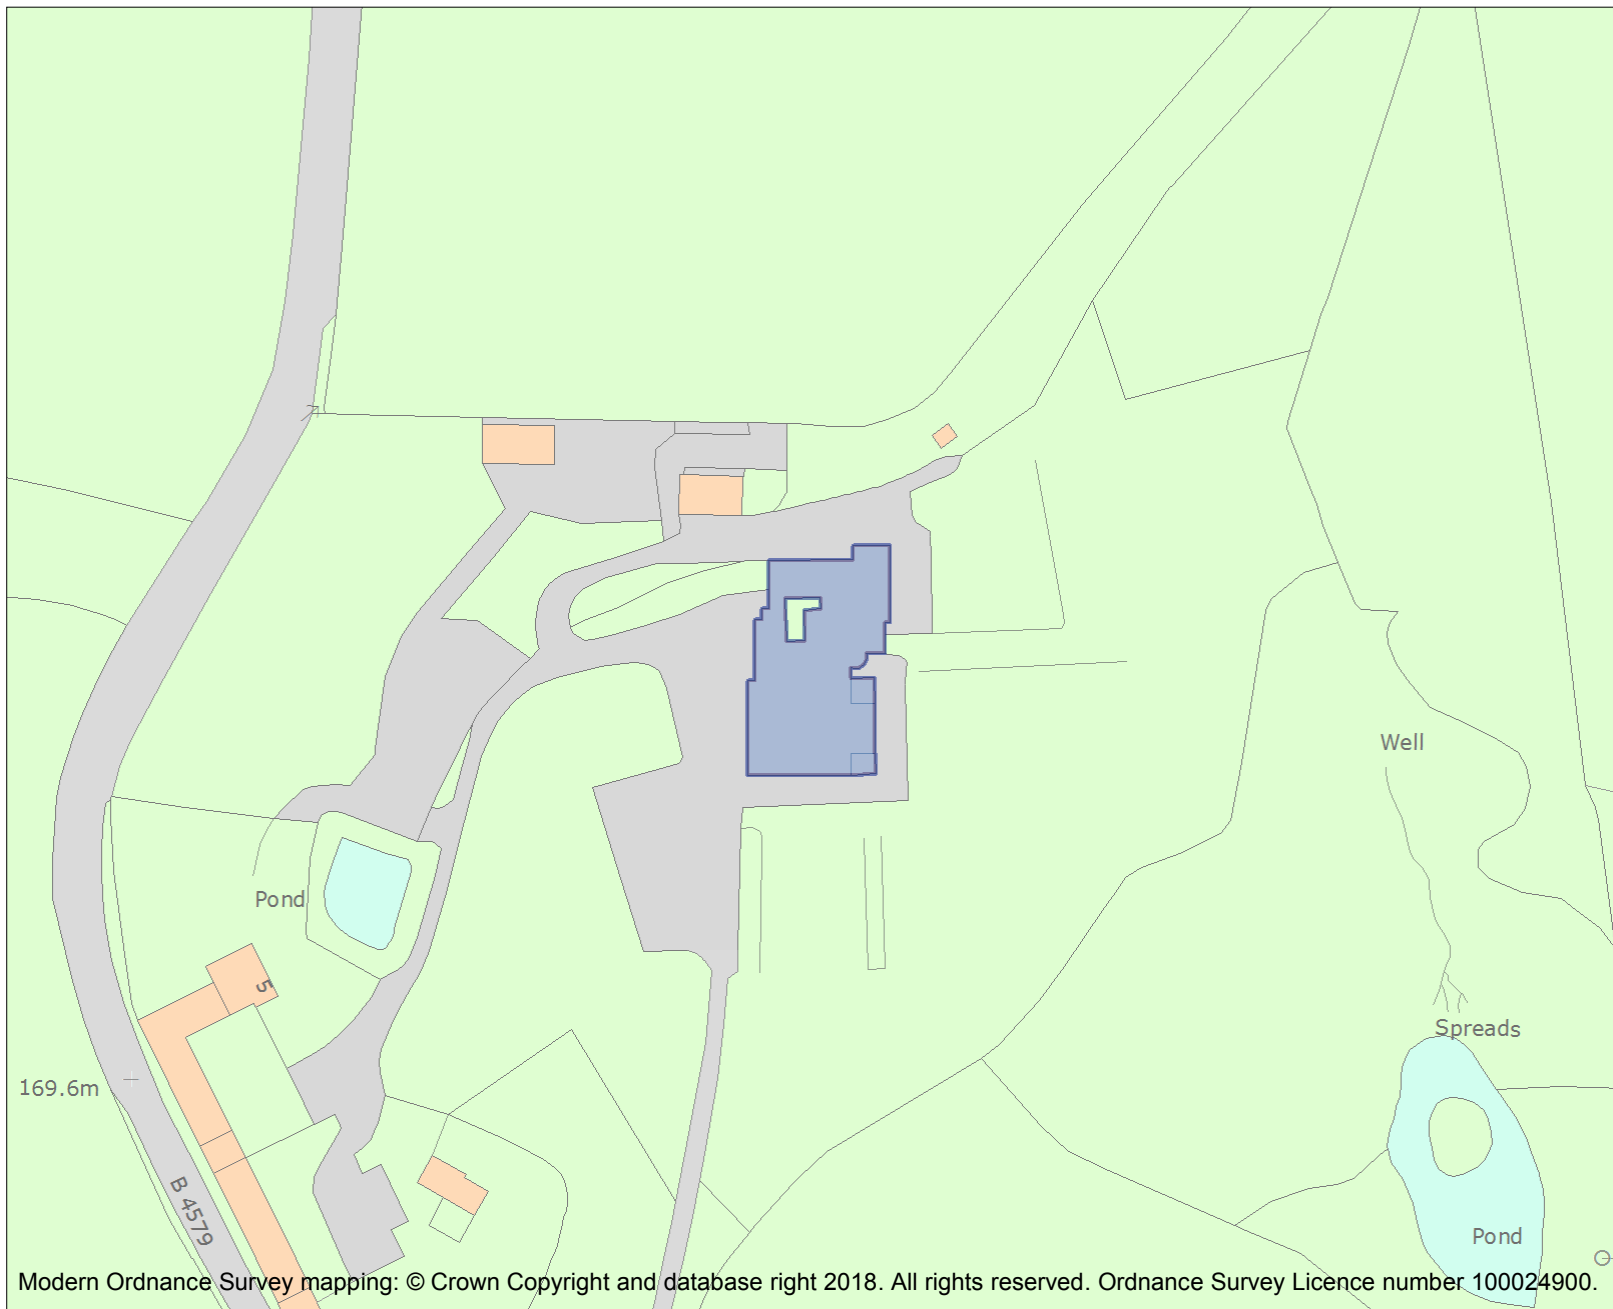 Well
Pond
5
Spreads
169.6m
B 4579
Pond
Modern Ordnance Survey mapping: © Crown Copyright and database right 2018. All rights reserved. Ordnance Survey Licence number 100024900.